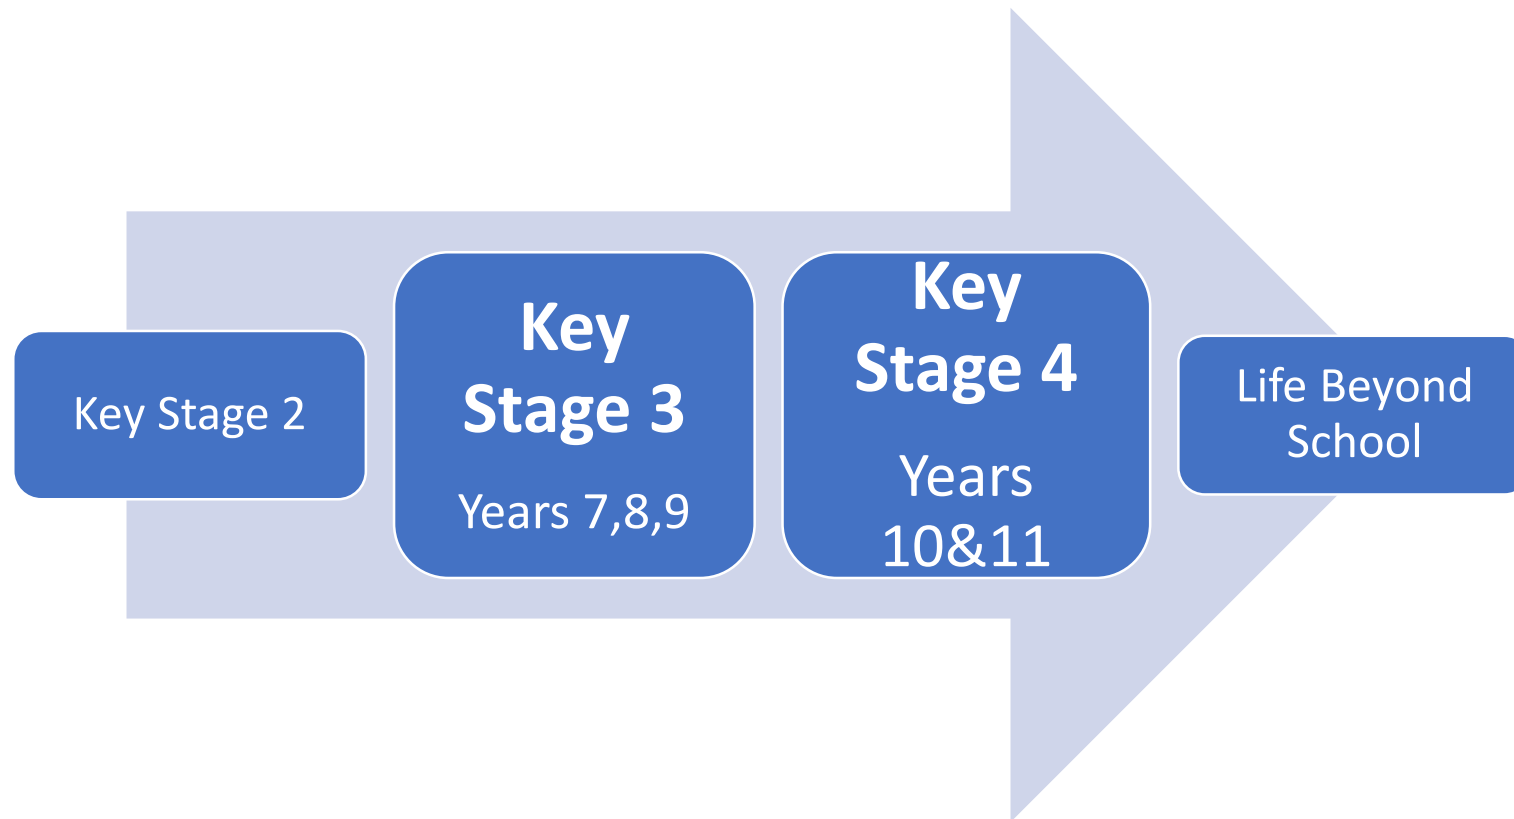 Key Stage 2
Key
Stage 3
Years 7,8,9
Key
Stage 4
Years
10&11
Life Beyond
School